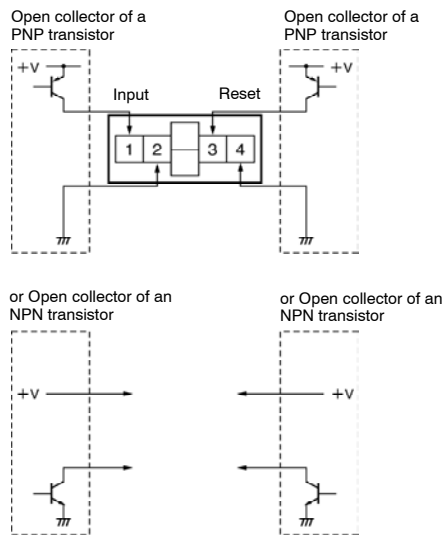 Open collector of a
PNP transistor
Open collector of a
PNP transistor
+V
+V
Input
Reset
1 2 3 4
or Open collector of an
NPN transistor
or Open collector of an
NPN transistor
+V
+V